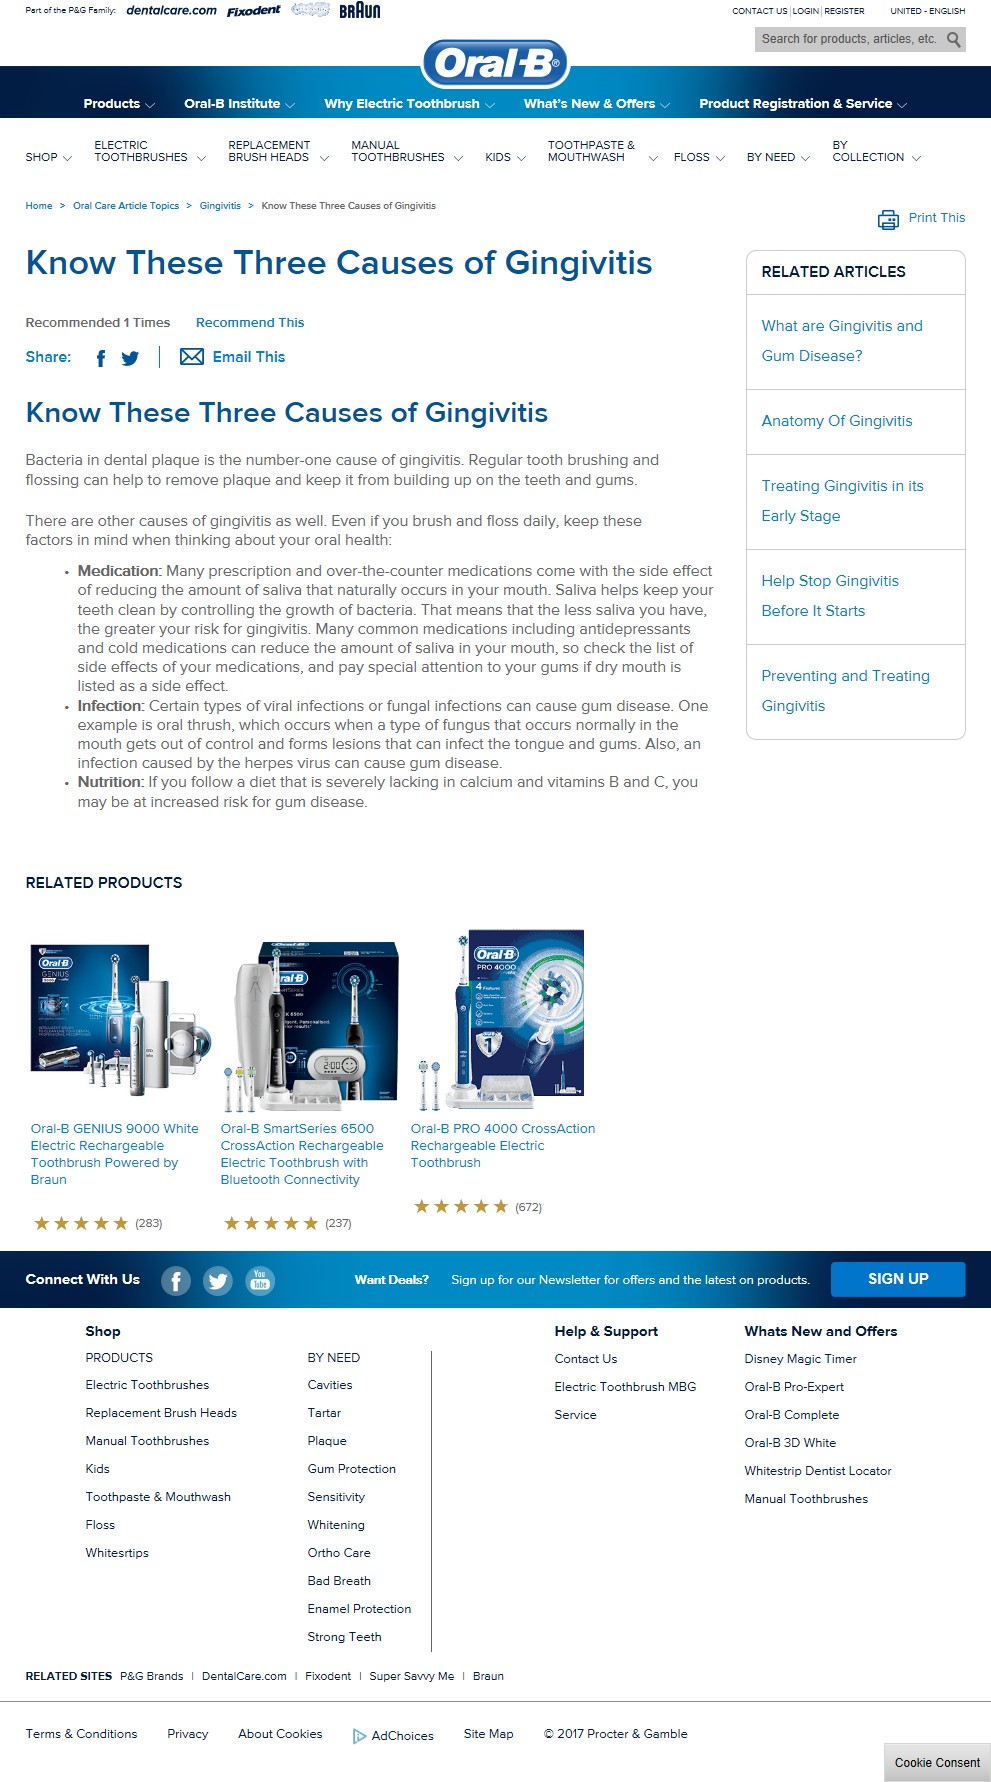 Part of the P&G Family: dentalcare.com Fixodent BRAUN
CONTACT US | LOGIN | REGISTER UNITED - ENGLISH
Search for products, articles, etc.
Oral-B®
Products Oral-B Institute Why Electric Toothbrush What's New & Offers Product Registration & Service
SHOP ELECTRIC TOOTHBRUSHES REPLACEMENT BRUSH HEADS MANUAL TOOTHBRUSHES KIDS TOOTHPASTE & MOUTHWASH FLOSS BY NEED BY COLLECTION
Home > Oral Care Article Topics > Gingivitis > Know These Three Causes of Gingivitis
Print This
Know These Three Causes of Gingivitis
Recommended 1 Times Recommend This
Share: Email This
Know These Three Causes of Gingivitis
Bacteria in dental plaque is the number-one cause of gingivitis. Regular tooth brushing and
flossing can help to remove plaque and keep it from building up on the teeth and gums.
There are other causes of gingivitis as well. Even if you brush and floss daily, keep these
factors in mind when thinking about your oral health:
• Medication: Many prescription and over-the-counter medications come with the side effect
of reducing the amount of saliva that naturally occurs in your mouth. Saliva helps keep your
teeth clean by controlling the growth of bacteria. That means that the less saliva you have,
the greater your risk for gingivitis. Many common medications including antidepressants
and cold medications can reduce the amount of saliva in your mouth, so check the list of
side effects of your medications, and pay special attention to your gums if dry mouth is
listed as a side effect.
• Infection: Certain types of viral infections or fungal infections can cause gum disease. One
example is oral thrush, which occurs when a type of fungus that occurs normally in the
mouth gets out of control and forms lesions that can infect the tongue and gums. Also, an
infection caused by the herpes virus can cause gum disease.
• Nutrition: If you follow a diet that is severely lacking in calcium and vitamins B and C, you
may be at increased risk for gum disease.
RELATED ARTICLES
What are Gingivitis and
Gum Disease?
Anatomy Of Gingivitis
Treating Gingivitis in its
Early Stage
Help Stop Gingivitis
Before It Starts
Preventing and Treating
Gingivitis
RELATED PRODUCTS
Oral-B
GENIUS
Oral-B
PRO 4000
2:00
1
Oral-B GENIUS 9000 White
Electric Rechargeable
Toothbrush Powered by
Braun
(283)
Oral-B SmartSeries 6500
CrossAction Rechargeable
Electric Toothbrush with
Bluetooth Connectivity
(237)
Oral-B PRO 4000 CrossAction
Rechargeable Electric
Toothbrush
(672)
Connect With Us You Tube Want Deals? Sign up for our Newsletter for offers and the latest on products. SIGN UP
Shop
PRODUCTS
Electric Toothbrushes
Replacement Brush Heads
Manual Toothbrushes
Kids
Toothpaste & Mouthwash
Floss
Whitesrtips
BY NEED
Cavities
Tartar
Plaque
Gum Protection
Sensitivity
Whitening
Ortho Care
Bad Breath
Enamel Protection
Strong Teeth
Help & Support
Contact Us
Electric Toothbrush MBG
Service
Whats New and Offers
Disney Magic Timer
Oral-B Pro-Expert
Oral-B Complete
Oral-B 3D White
Whitestrip Dentist Locator
Manual Toothbrushes
RELATED SITES P&G Brands | DentalCare.com | Fixodent | Super Savvy Me | Braun
Terms & Conditions Privacy About Cookies AdChoices Site Map © 2017 Procter & Gamble
Cookie Consent